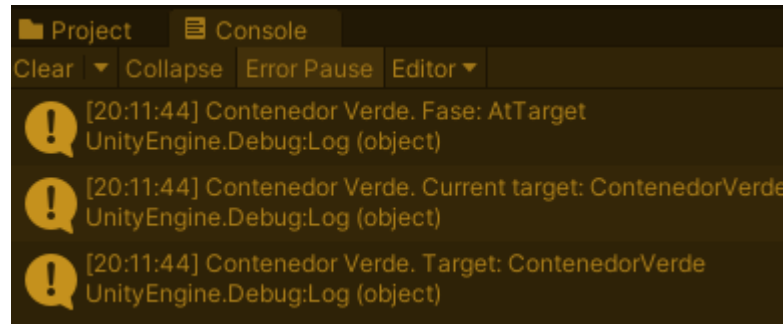 Project Console
Clear Collapse Error Pause Editor
[20:11:44] Contenedor Verde. Fase: AtTarget
UnityEngine.Debug:Log (object)
[20:11:44] Contenedor Verde. Current target: ContenedorVerde
UnityEngine.Debug:Log (object)
[20:11:44] Contenedor Verde. Target: ContenedorVerde
UnityEngine.Debug:Log (object)